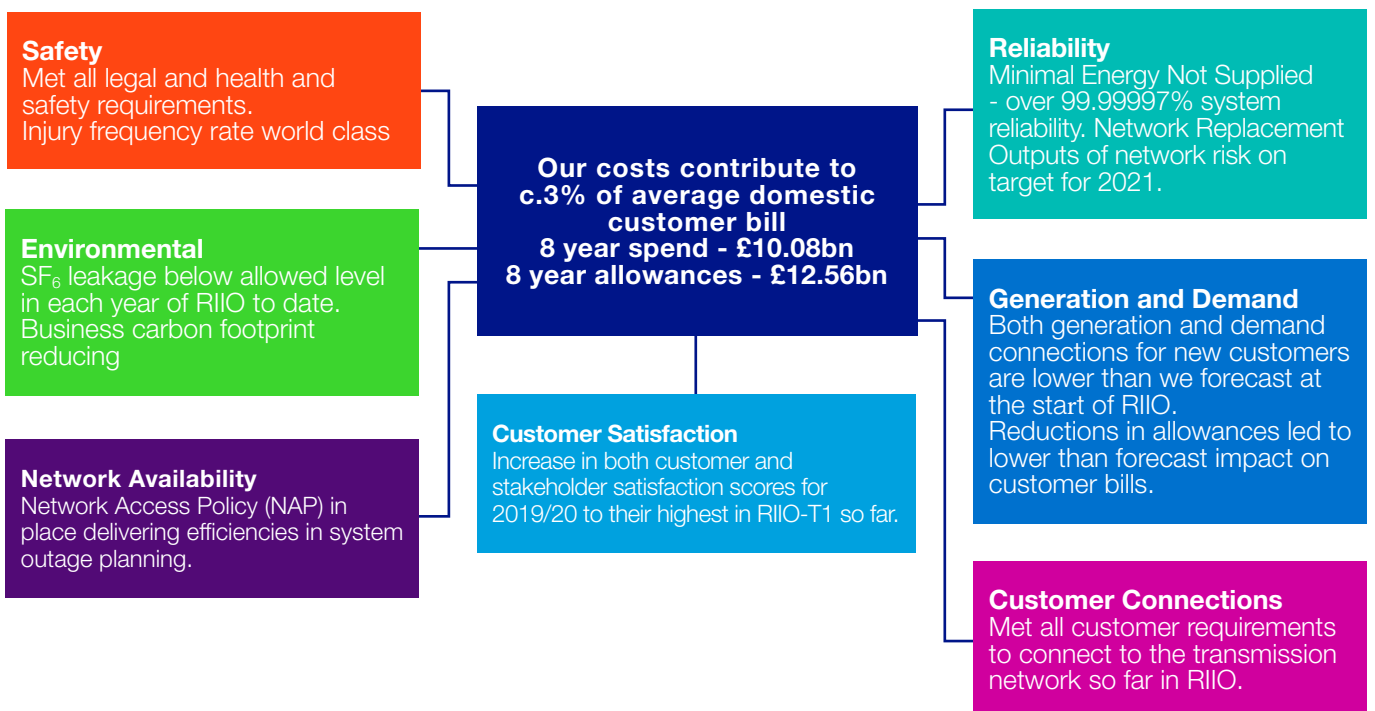 Safety
Met all legal and health and
safety requirements.
Injury frequency rate world class
Environmental
SF₆ leakage below allowed level
in each year of RIIO to date.
Business carbon footprint
reducing
Network Availability
Network Access Policy (NAP) in
place delivering efficiencies in system
outage planning.
Our costs contribute to
c.3% of average domestic
customer bill
8 year spend - £10.08bn
8 year allowances - £12.56bn
Customer Satisfaction
Increase in both customer and
stakeholder satisfaction scores for
2019/20 to their highest in RIIO-T1 so far.
Reliability
Minimal Energy Not Supplied
- over 99.99997% system
reliability. Network Replacement
Outputs of network risk on
target for 2021.
Generation and Demand
Both generation and demand
connections for new customers
are lower than we forecast at
the start of RIIO.
Reductions in allowances led to
lower than forecast impact on
customer bills.
Customer Connections
Met all customer requirements
to connect to the transmission
network so far in RIIO.